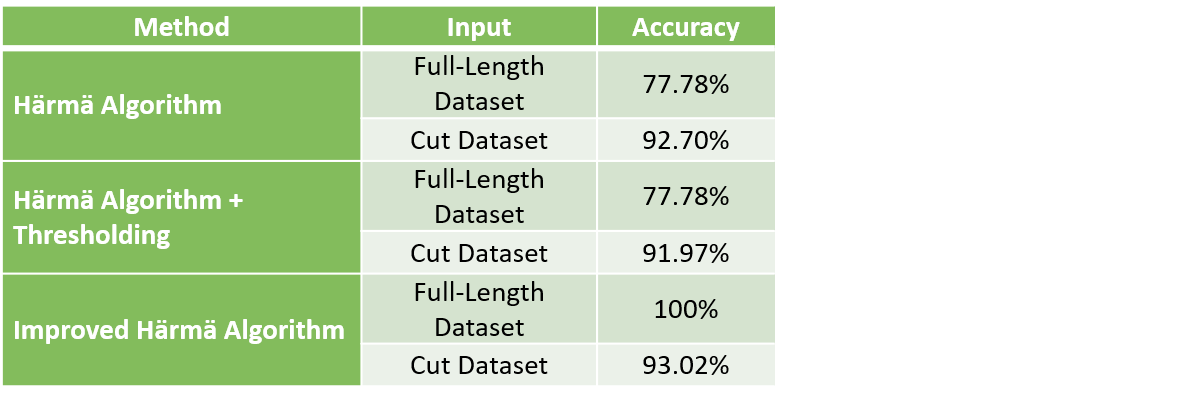 Method Input Accuracy
Härmä Algorithm
Full-Length
Dataset
77.78%
Cut Dataset 92.70%
Härmä Algorithm +
Thresholding
Full-Length
Dataset
77.78%
Cut Dataset 91.97%
Improved Härmä Algorithm
Full-Length
Dataset
100%
Cut Dataset 93.02%